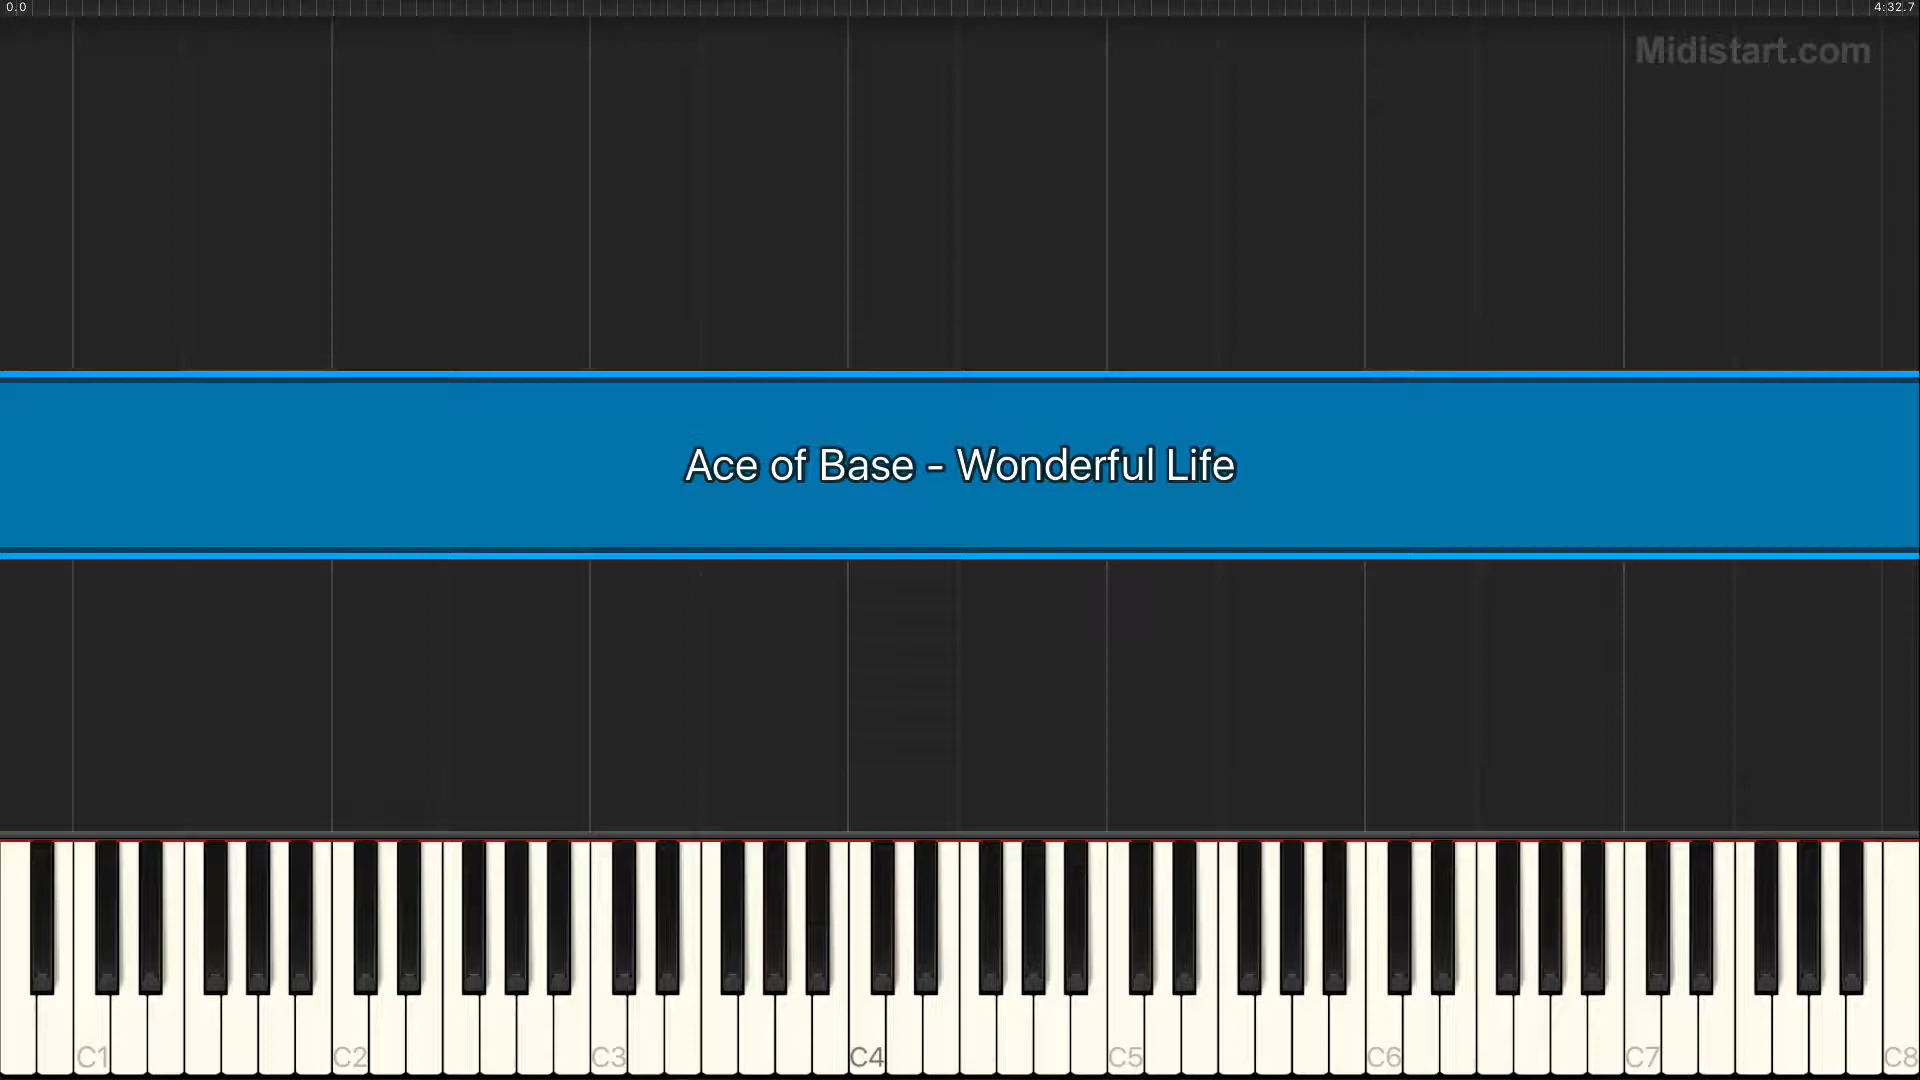 0.0
4:32.7
Midistart.com
Ace of Base - Wonderful Life
C1 C2 C3 C4 C5 C6 C7 C8